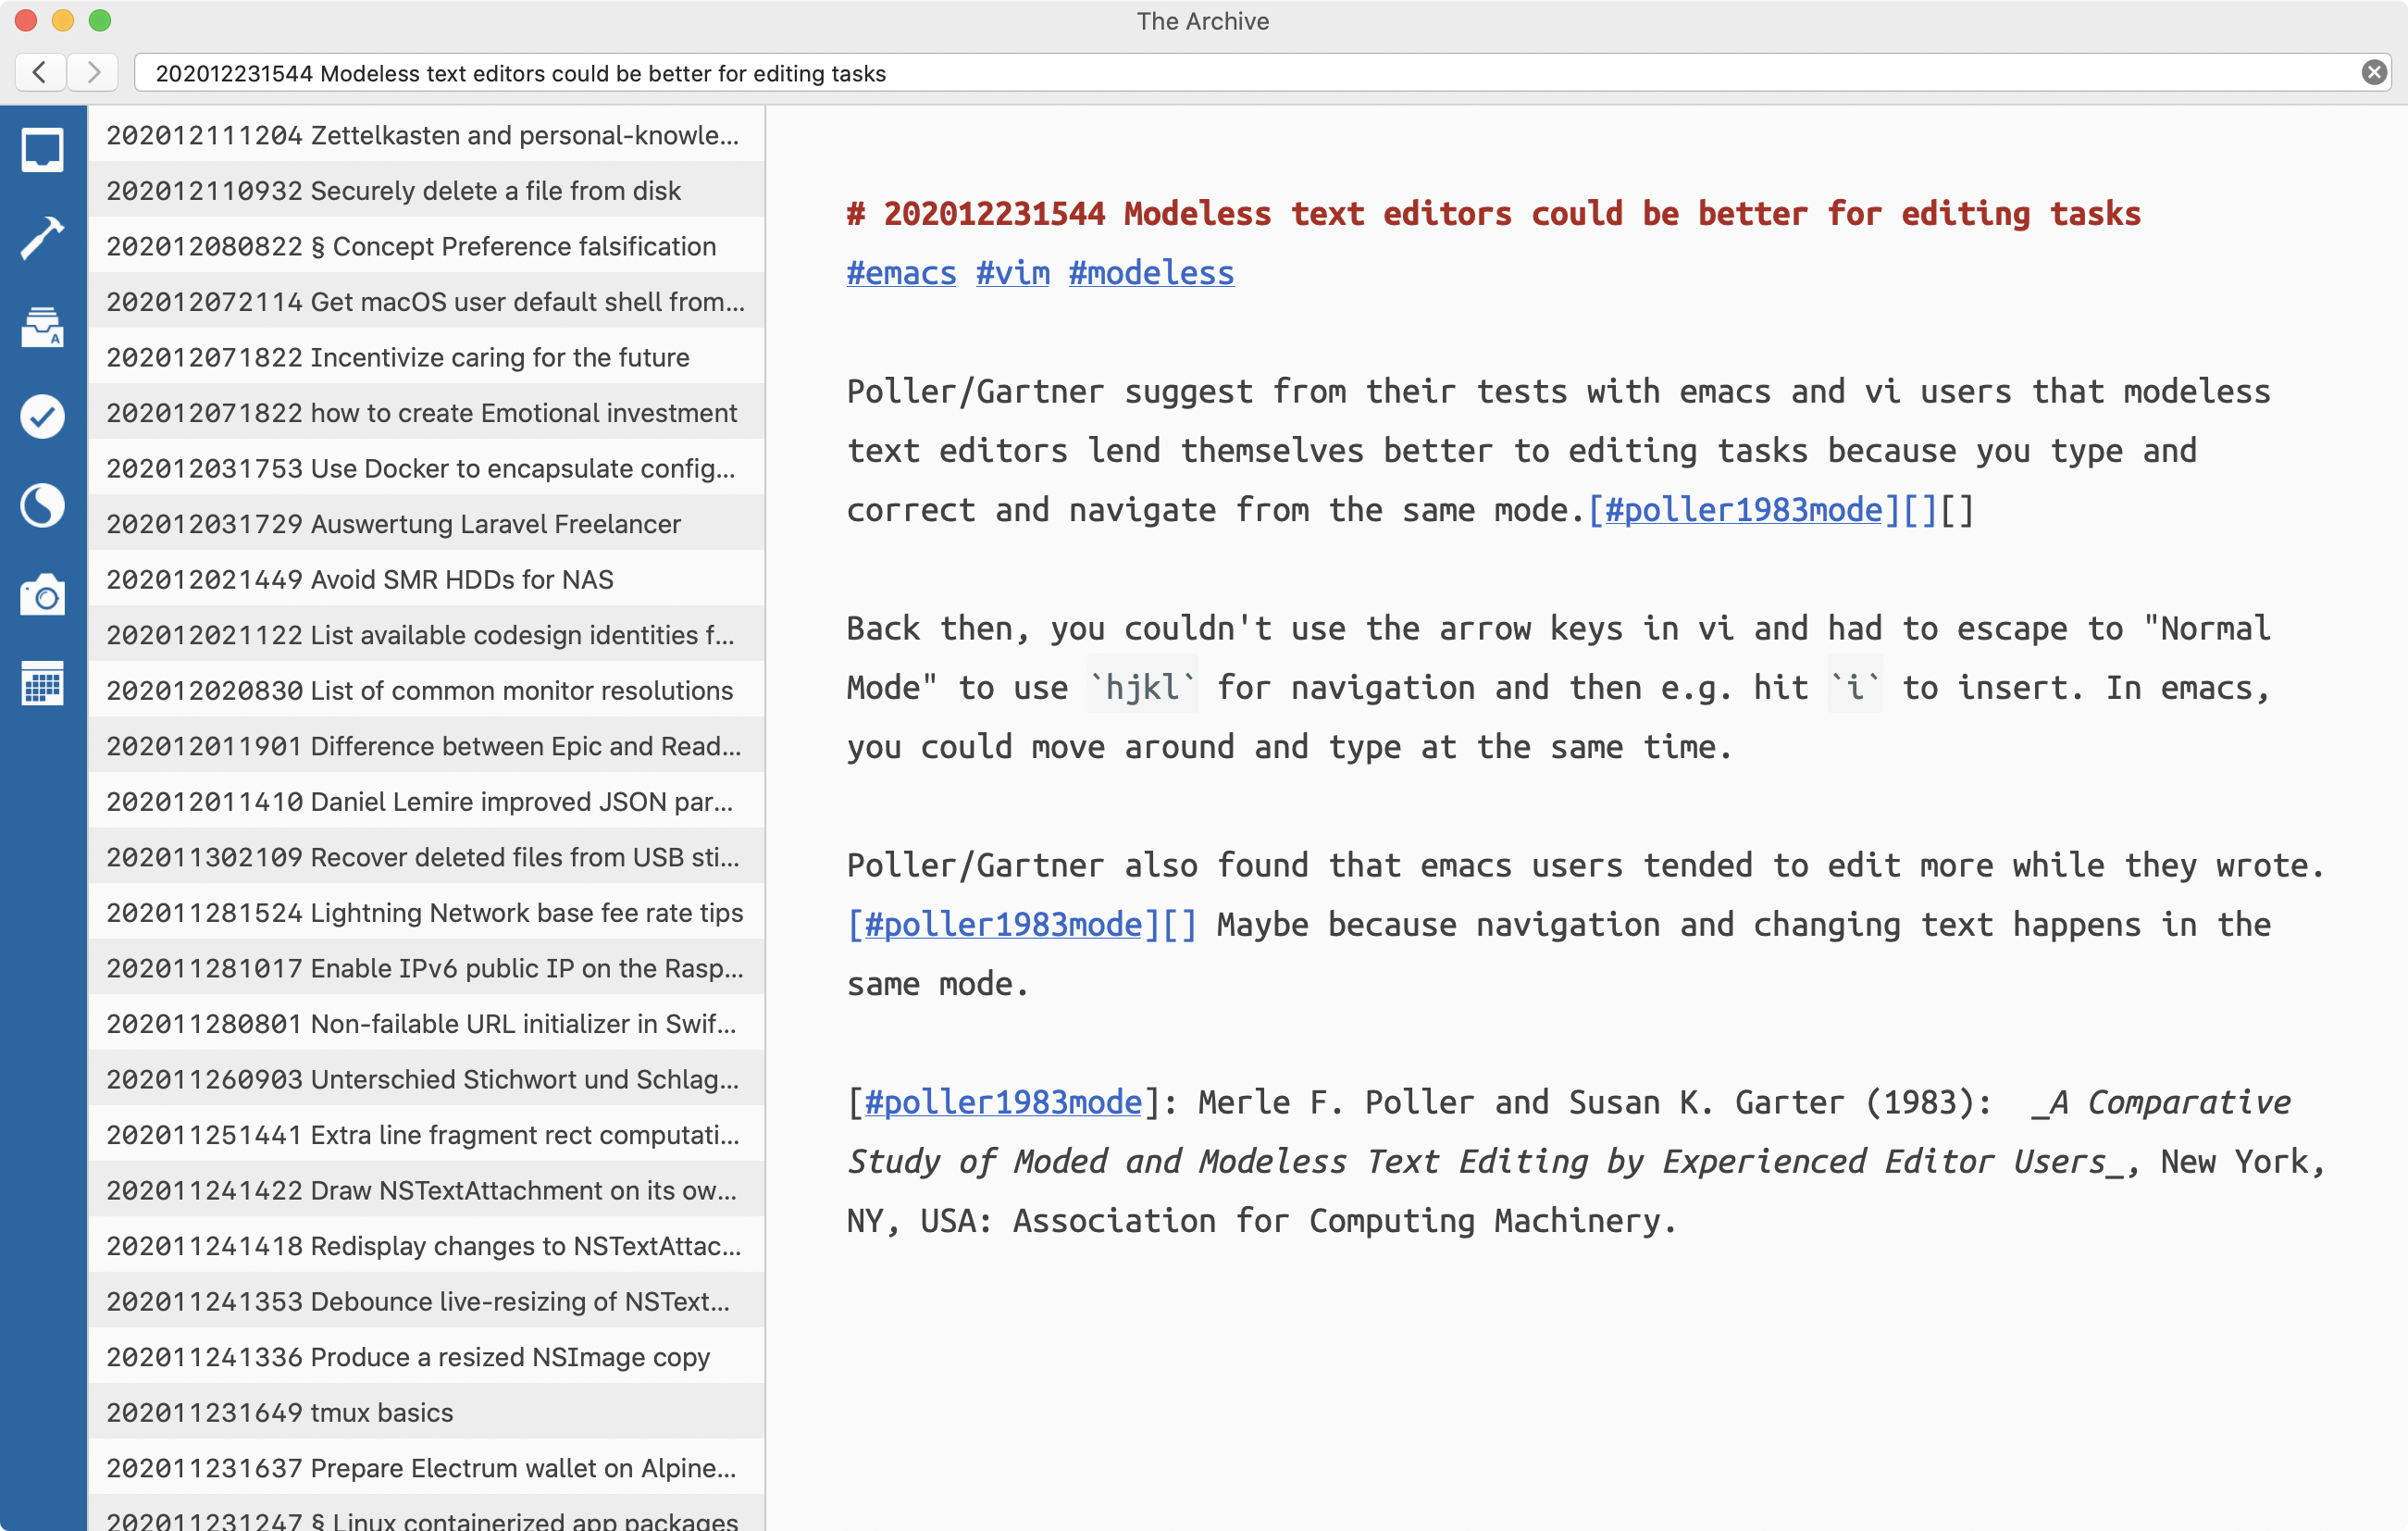 The Archive
202012231544 Modeless text editors could be better for editing tasks
202012111204 Zettelkasten and personal-knowle...
202012110932 Securely delete a file from disk
202012080822 § Concept Preference falsification
202012072114 Get macOS user default shell from...
202012071822 Incentivize caring for the future
202012071822 how to create Emotional investment
202012031753 Use Docker to encapsulate config...
202012031729 Auswertung Laravel Freelancer
202012021449 Avoid SMR HDDs for NAS
202012021122 List available codesign identities f...
202012020830 List of common monitor resolutions
202012011901 Difference between Epic and Read...
202012011410 Daniel Lemire improved JSON par...
202011302109 Recover deleted files from USB sti...
202011281524 Lightning Network base fee rate tips
202011281017 Enable IPv6 public IP on the Rasp...
202011280801 Non-failable URL initializer in Swif...
202011260903 Unterschied Stichwort und Schlag...
202011251441 Extra line fragment rect computati...
202011241422 Draw NSTextAttachment on its ow...
202011241418 Redisplay changes to NSTextAttac...
202011241353 Debounce live-resizing of NSText...
202011241336 Produce a resized NSImage copy
202011231649 tmux basics
202011231637 Prepare Electrum wallet on Alpine...
202011231247 § Linux containerized app packages
# 202012231544 Modeless text editors could be better for editing tasks
#emacs #vim #modeless
Poller/Gartner suggest from their tests with emacs and vi users that modeless
text editors lend themselves better to editing tasks because you type and
correct and navigate from the same mode.[#poller1983mode][][]
Back then, you couldn't use the arrow keys in vi and had to escape to "Normal
Mode" to use `hjkl` for navigation and then e.g. hit `i` to insert. In emacs,
you could move around and type at the same time.
Poller/Gartner also found that emacs users tended to edit more while they wrote.
[#poller1983mode][] Maybe because navigation and changing text happens in the
same mode.
[#poller1983mode]: Merle F. Poller and Susan K. Garter (1983):  _A Comparative
Study of Moded and Modeless Text Editing by Experienced Editor Users_, New York,
NY, USA: Association for Computing Machinery.